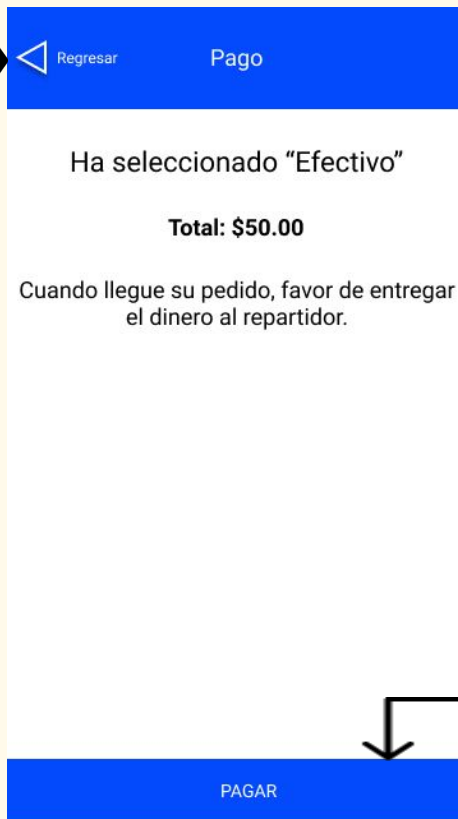 Regresar
Pago
Ha seleccionado “Efectivo”
Total: $50.00
Cuando llegue su pedido, favor de entregar
el dinero al repartidor.
PAGAR